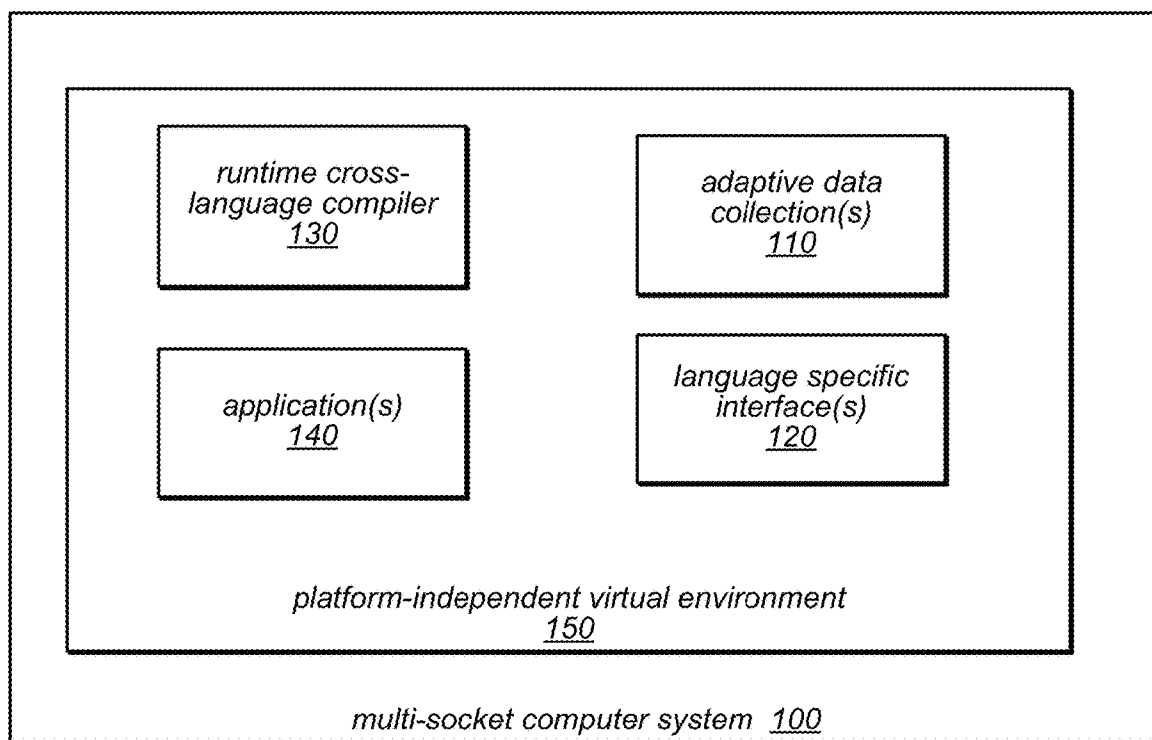 runtime cross-
language compiler
130
adaptive data
collection(s)
110
application(s)
140
language specific
interface(s)
120
platform-independent virtual environment
150
multi-socket computer system 100